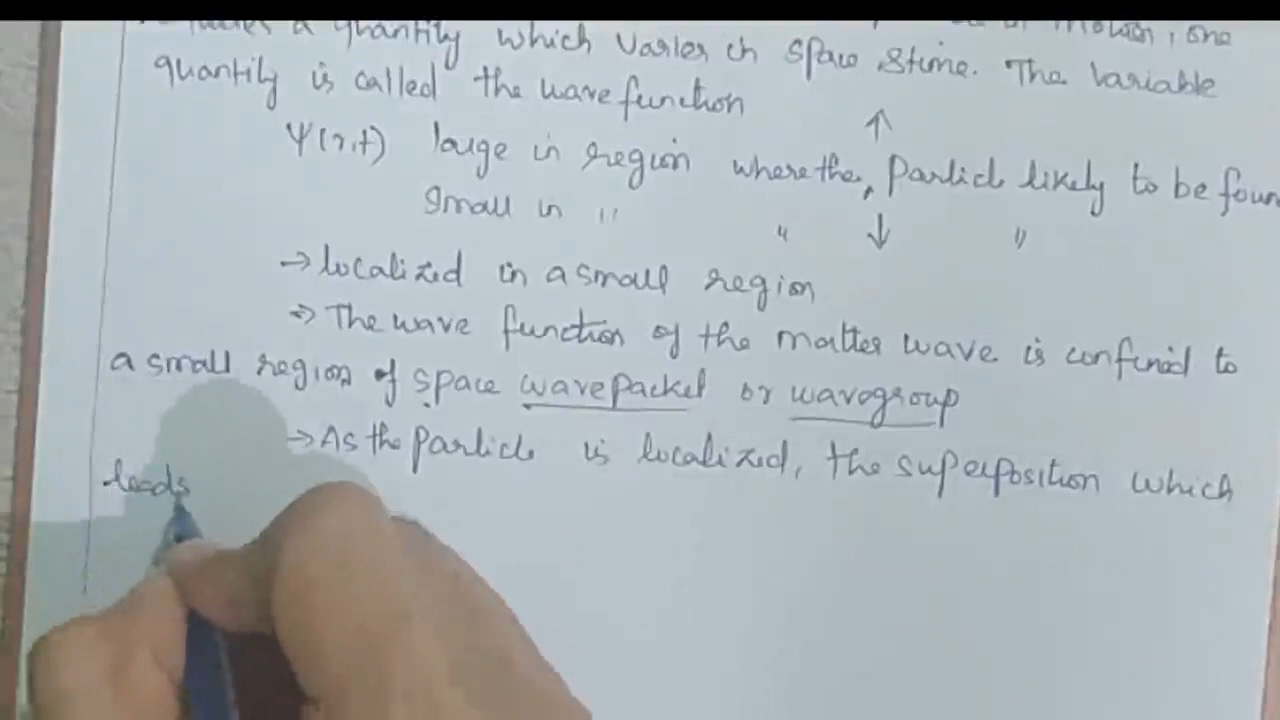 a quantity which varies in space & time. The variable
quantity is called the wave function
ψ(r,t) large in region where the, ↑ Particle likely to be foun
Small in " " ↓ "
→ localized in a small region
→ The wave function of the matter wave is confined to
a small region of space wavepacket or wavegroup
→ As the particle is localized, the superposition which
leads